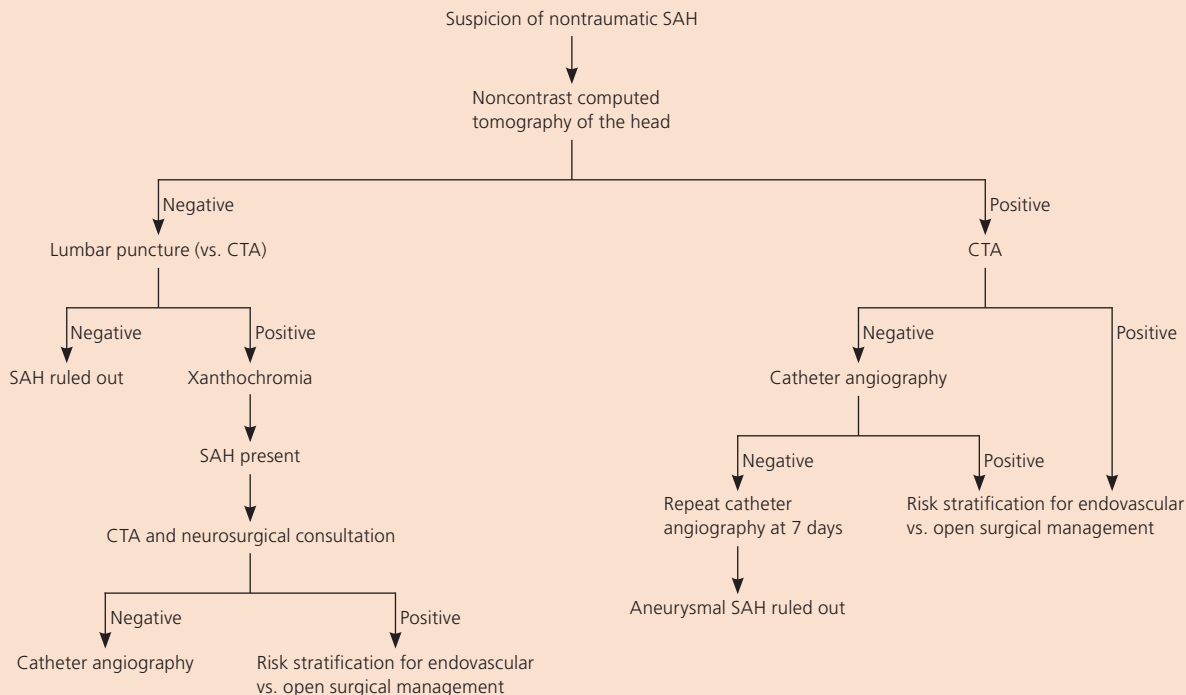 Suspicion of nontraumatic SAH
Noncontrast computed
tomography of the head
Negative
Positive
Lumbar puncture (vs. CTA)
CTA
Negative
Positive
Negative
Positive
SAH ruled out
Xanthochromia
Catheter angiography
SAH present
Negative
Positive
Repeat catheter
angiography at 7 days
Risk stratification for endovascular
vs. open surgical management
CTA and neurosurgical consultation
Aneurysmal SAH ruled out
Negative
Positive
Catheter angiography
Risk stratification for endovascular
vs. open surgical management